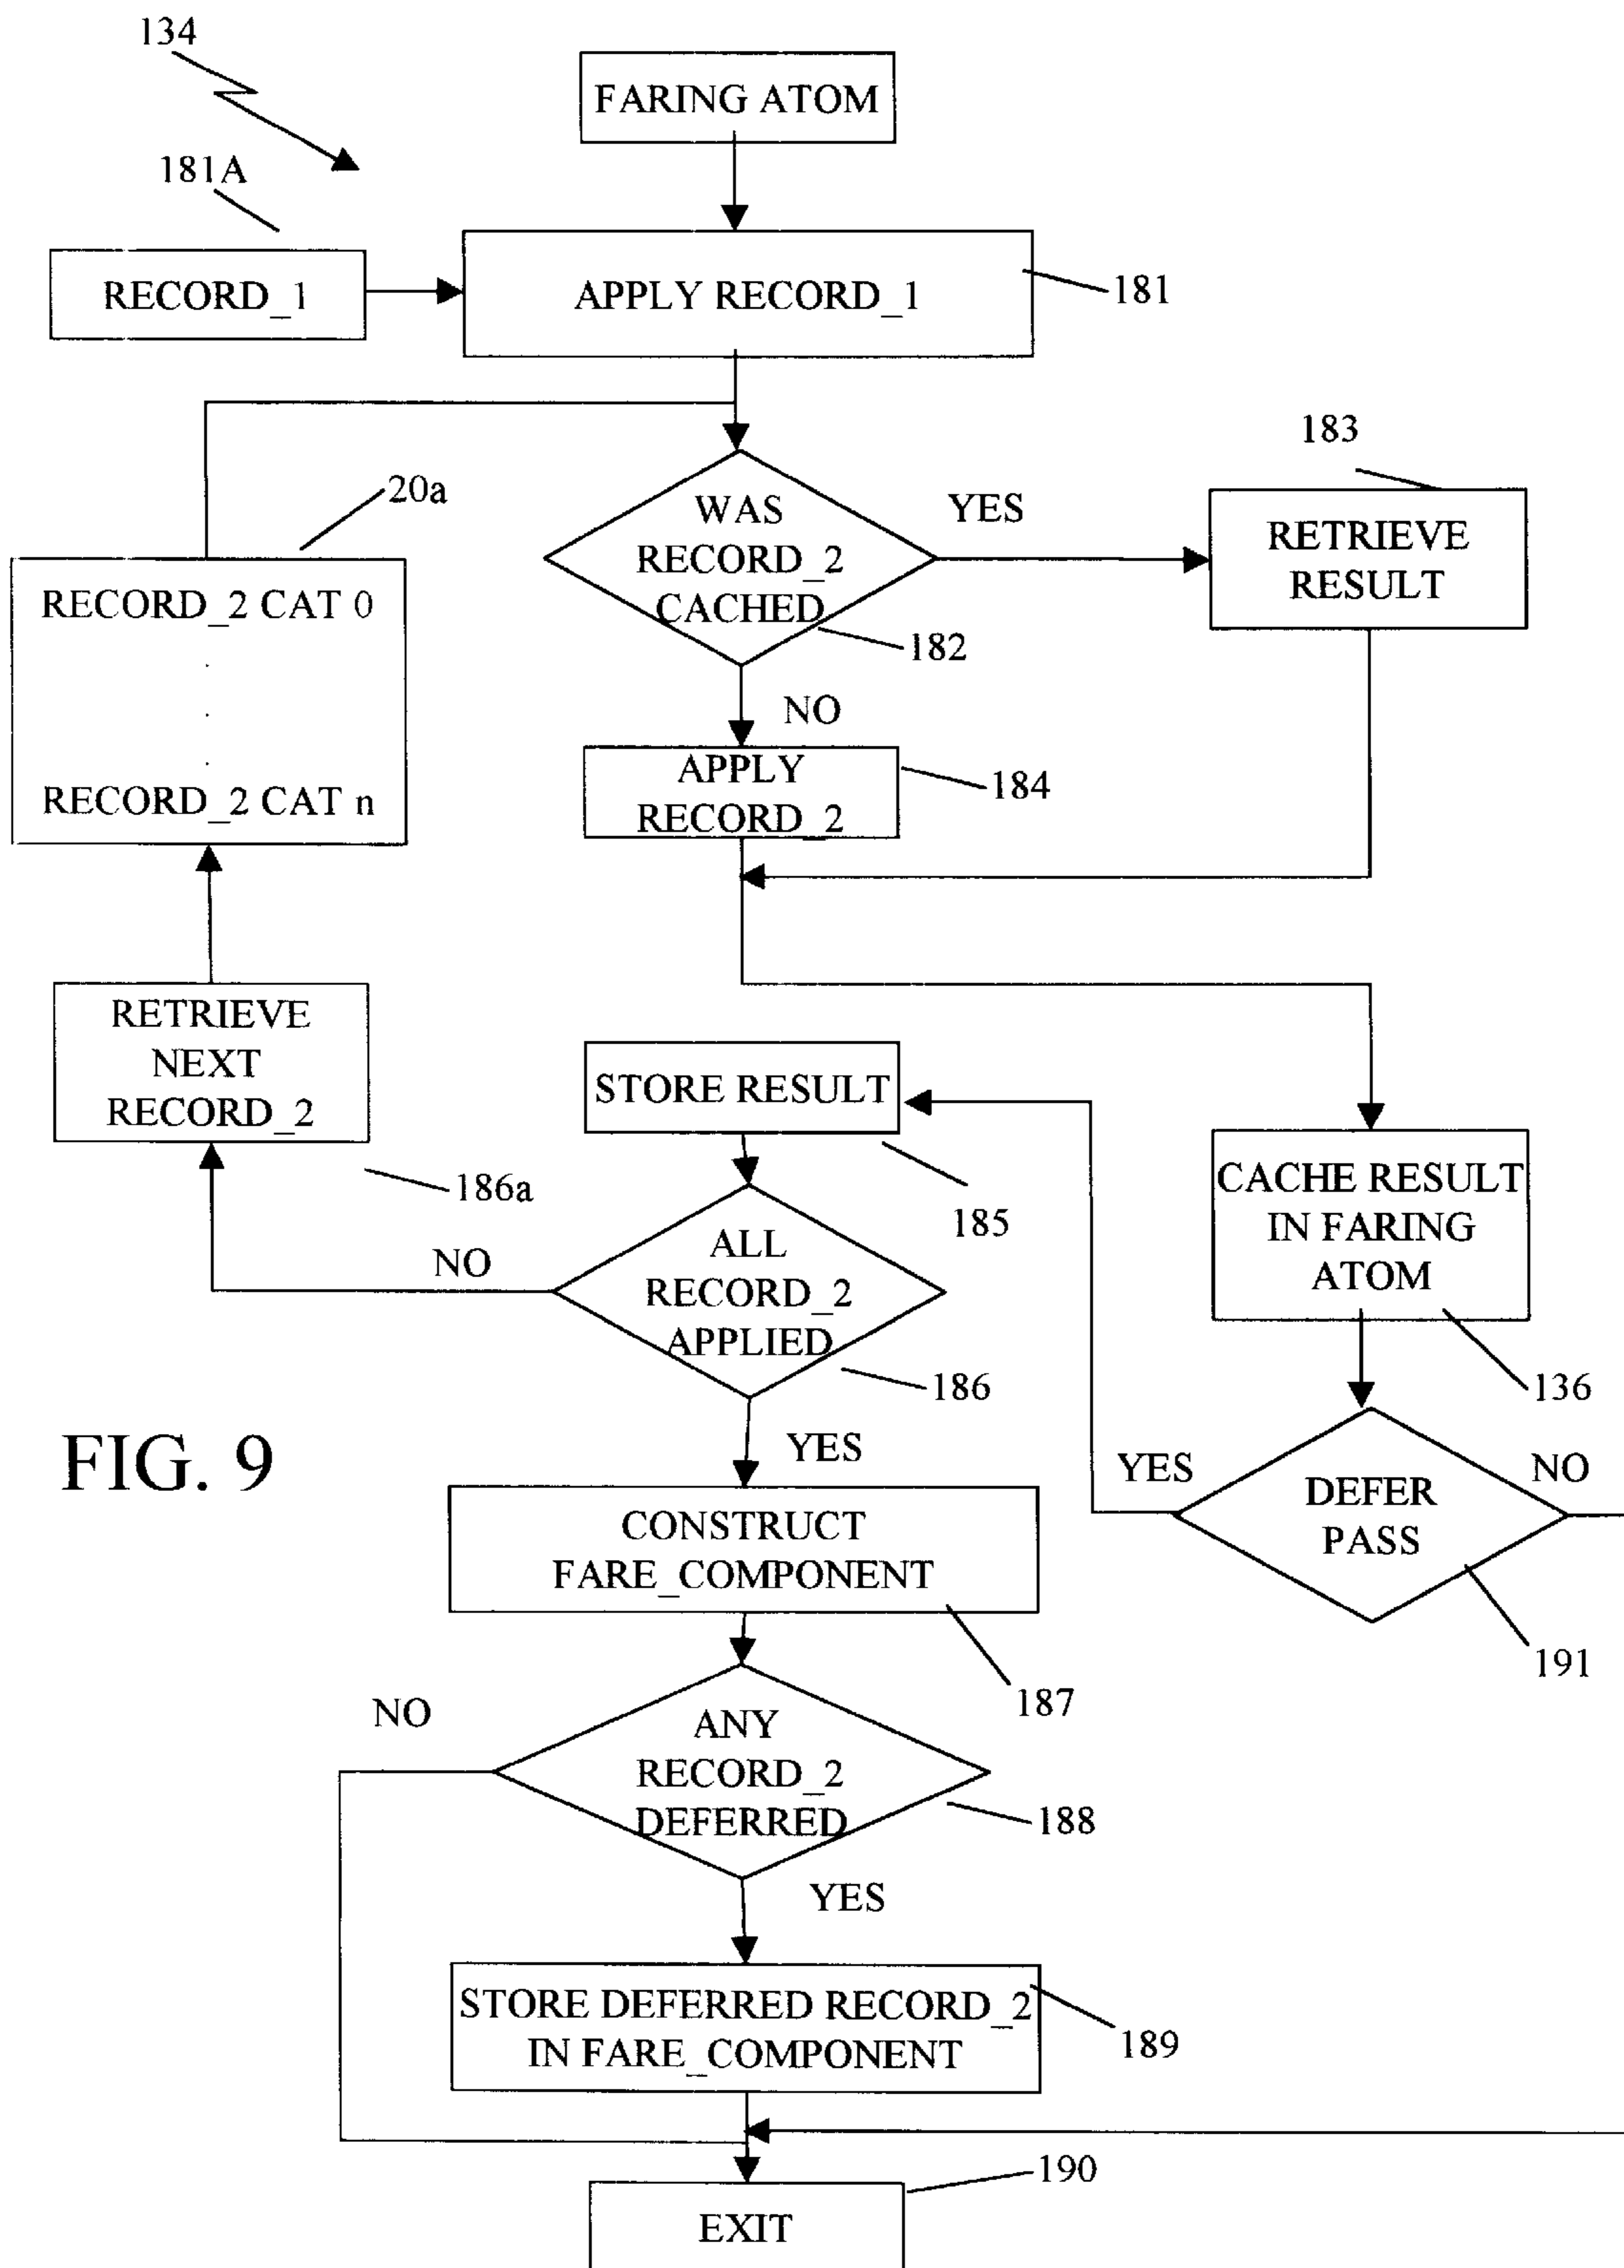 134
FARING ATOM
181A
RECORD_1
APPLY RECORD_1
181
20a
183
WAS
RECORD_2
CACHED
YES
RETRIEVE
RESULT
RECORD_2 CAT 0
.
.
.
RECORD_2 CAT n
182
NO
APPLY
RECORD_2
184
RETRIEVE
NEXT
RECORD_2
STORE RESULT
186a
185
CACHE RESULT
IN FARING
ATOM
NO
ALL
RECORD_2
APPLIED
186
136
FIG. 9
YES
YES
NO
DEFER
PASS
CONSTRUCT
FARE_COMPONENT
191
187
NO
ANY
RECORD_2
DEFERRED
188
YES
STORE DEFERRED RECORD_2
IN FARE_COMPONENT
189
190
EXIT